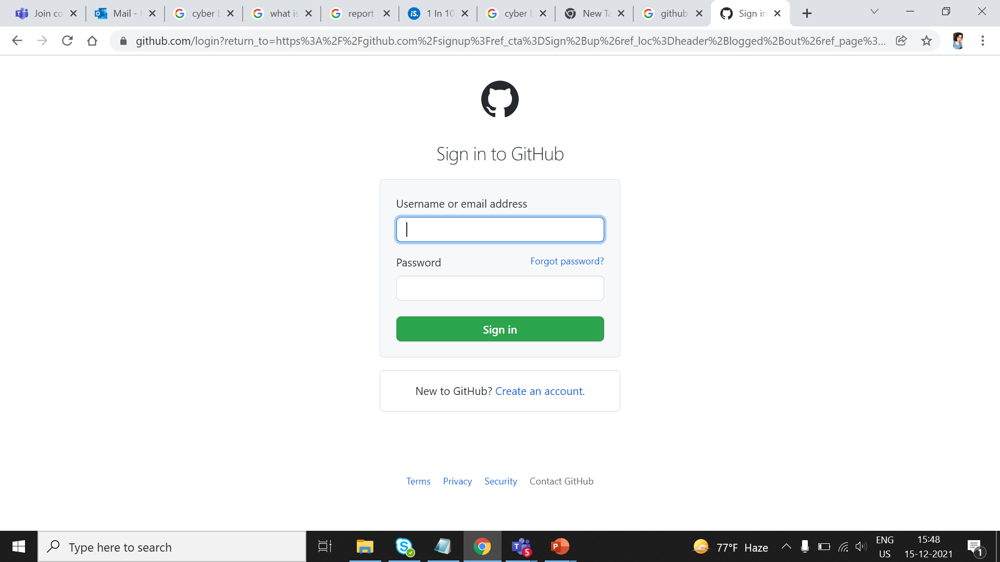 Join co
Mail -
cyber
what is
report
iS.
1 In 10
cyber
New Ta
github
Sign in
github.com/login?return_to=https%3A%2F%2Fgithub.com%2Fsignup%3Fref_cta%3DSign%2Bup%26ref_loc%3Dheader%2Blogged%2Bout%26ref_page%3...
Sign in to GitHub
Username or email address
Password
Forgot password?
Sign in
New to GitHub? Create an account.
Terms Privacy Security Contact GitHub
Type here to search
5
77°F Haze
ENG
US
15:48
15-12-2021
1